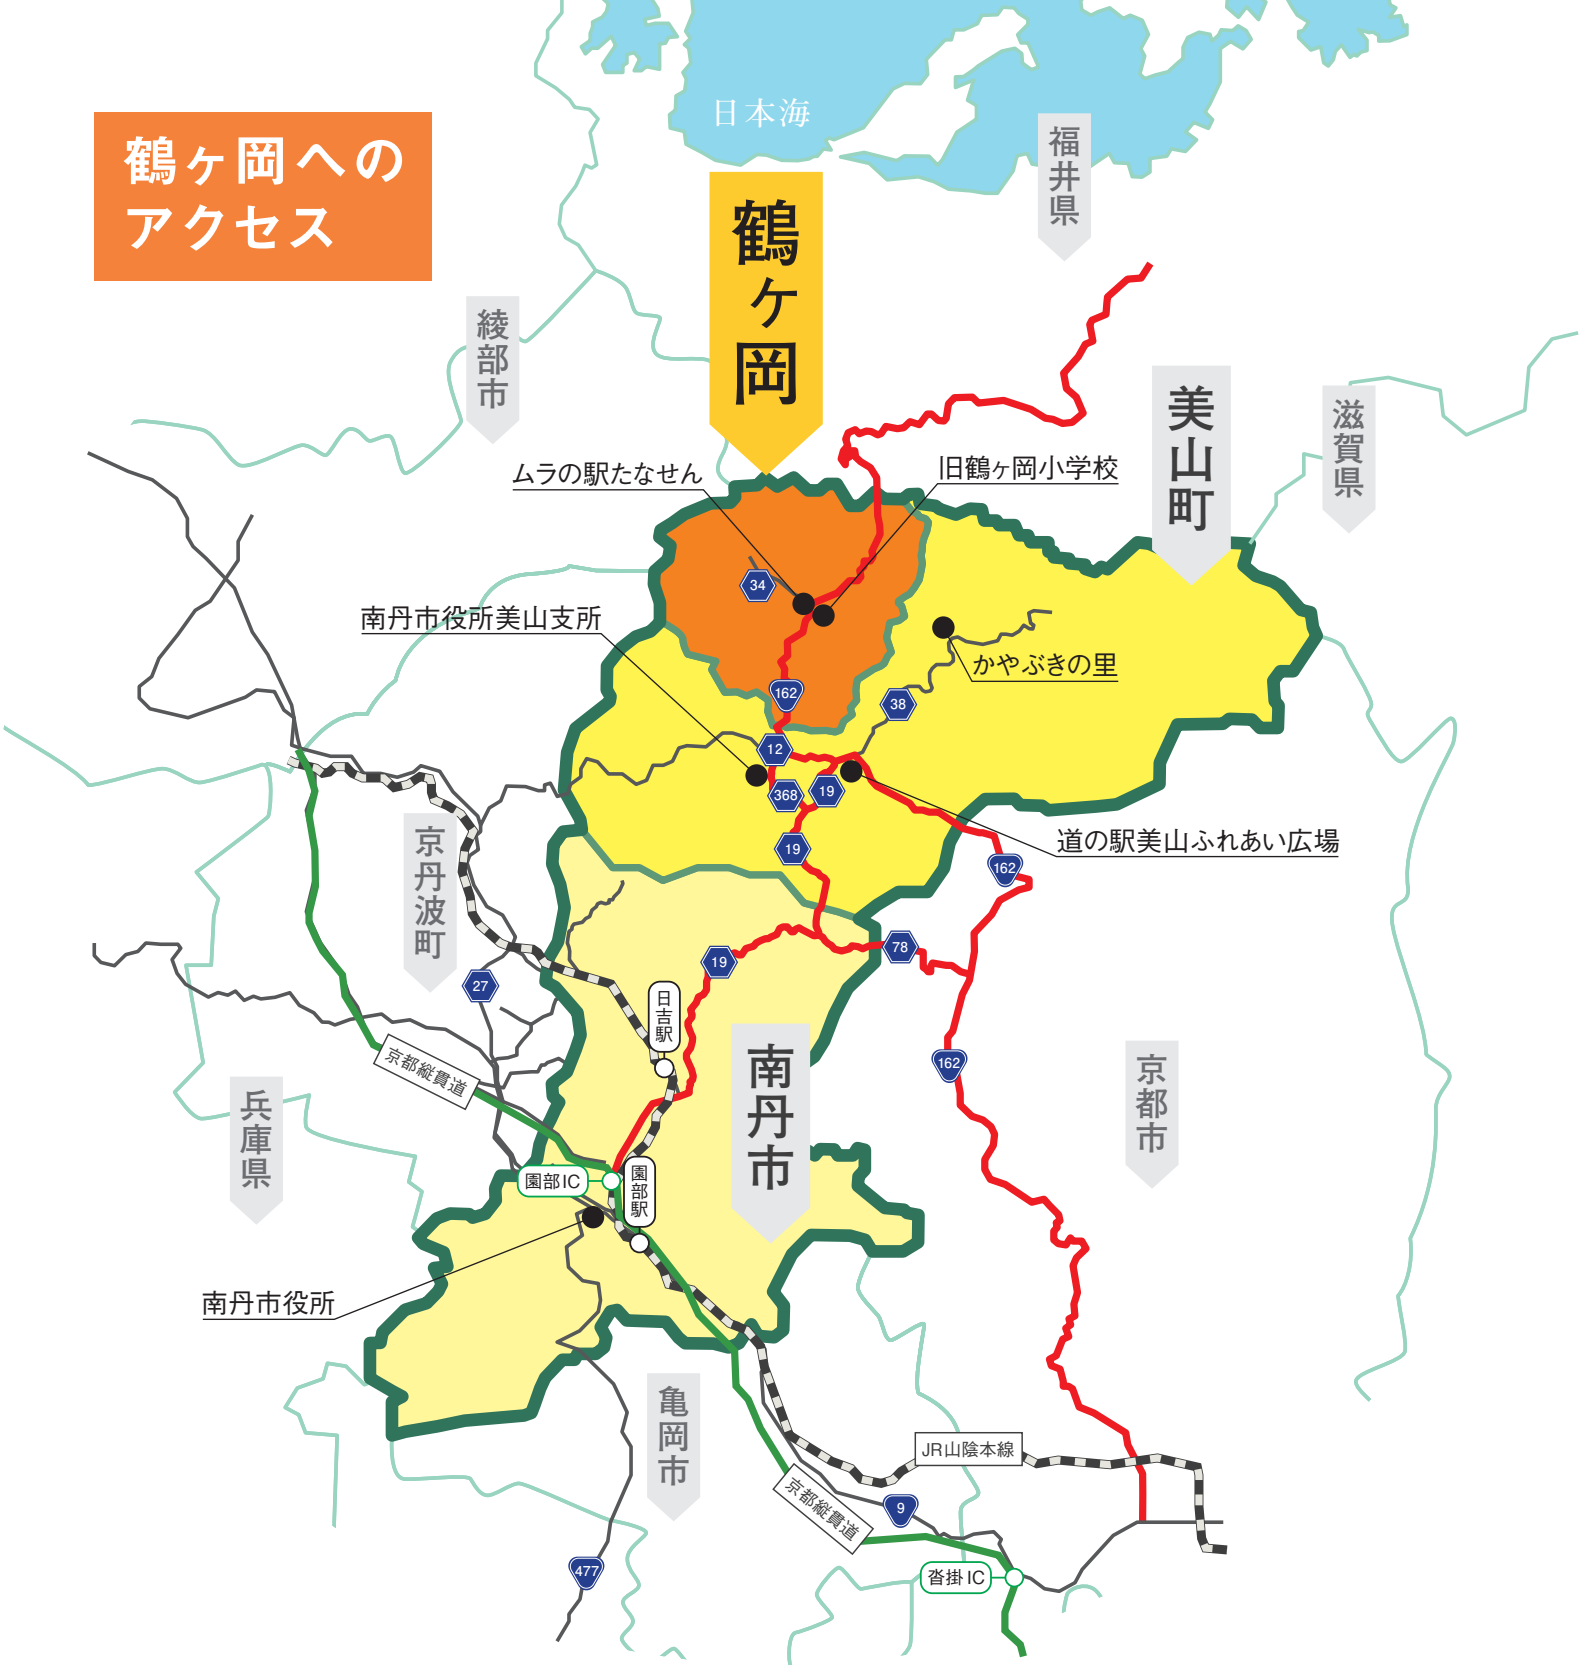 鶴ヶ岡への
アクセス
日本海
福井県
鶴ヶ岡
綾部市
美山町
滋賀県
ムラの駅たなせん
旧鶴ヶ岡小学校
34
南丹市役所美山支所
かやぶきの里
162
38
12
368
19
道の駅美山ふれあい広場
19
162
京丹波町
78
19
27
日吉駅
南丹市
京都縦貫道
162
京都市
兵庫県
園部IC
園部駅
南丹市役所
亀岡市
JR山陰本線
京都縦貫道
9
477
沓掛IC